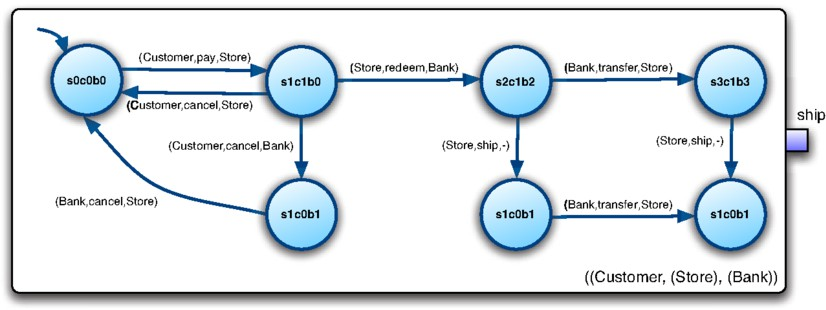 (Customer,pay,Store)
(Store,redeem,Bank)
(Bank,transfer,Store)
s0c0b0
s1c1b0
s2c1b2
s3c1b3
(Customer,cancel,Store)
ship
(Customer,cancel,Bank)
(Store,ship,-)
(Store,ship,-)
(Bank,cancel,Store)
(Bank,transfer,Store)
s1c0b1
s1c0b1
s1c0b1
((Customer, (Store), (Bank))